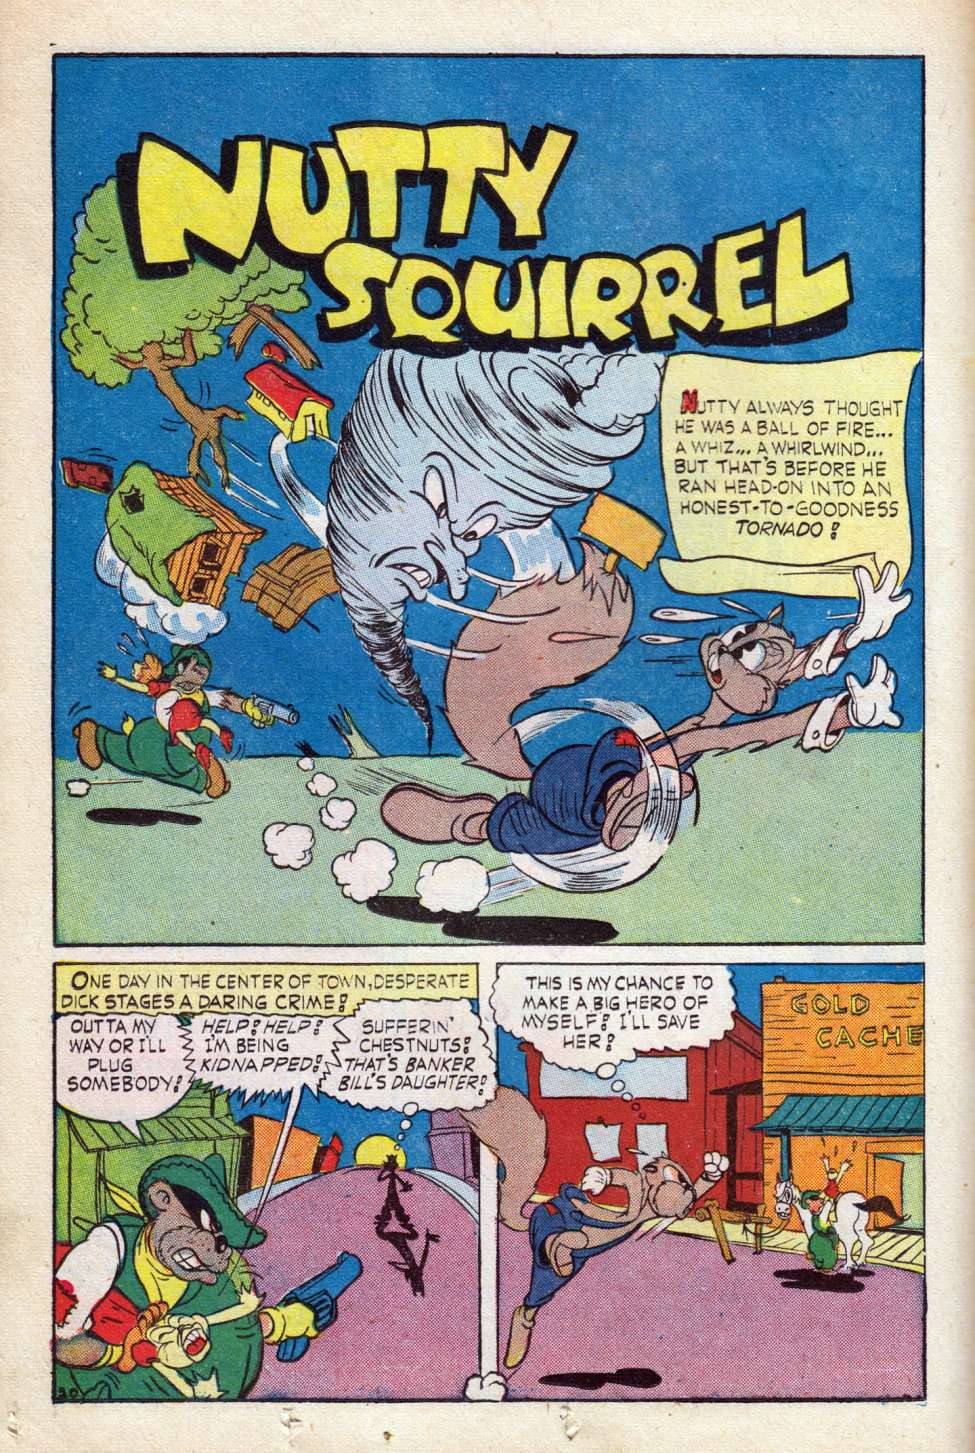 NUTTY
SQUIRREL
NUTTY ALWAYS THOUGHT
HE WAS A BALL OF FIRE...
A WHIZ... A WHIRLWIND...
BUT THAT'S BEFORE HE
RAN HEAD-ON INTO AN
HONEST-TO-GOODNESS
TORNADO!
ONE DAY IN THE CENTER OF TOWN, DESPERATE
DICK STAGES A DARING CRIME!
OUTTA MY
WAY OR I'LL
PLUG
SOMEBODY!
HELP! HELP!
I'M BEING
KIDNAPPED!
SUFFERIN'
CHESTNUTS!
THAT'S BANKER
BILL'S DAUGHTER!
THIS IS MY CHANCE TO
MAKE A BIG HERO OF
MYSELF! I'LL SAVE
HER!
GOLD
CACHE
20